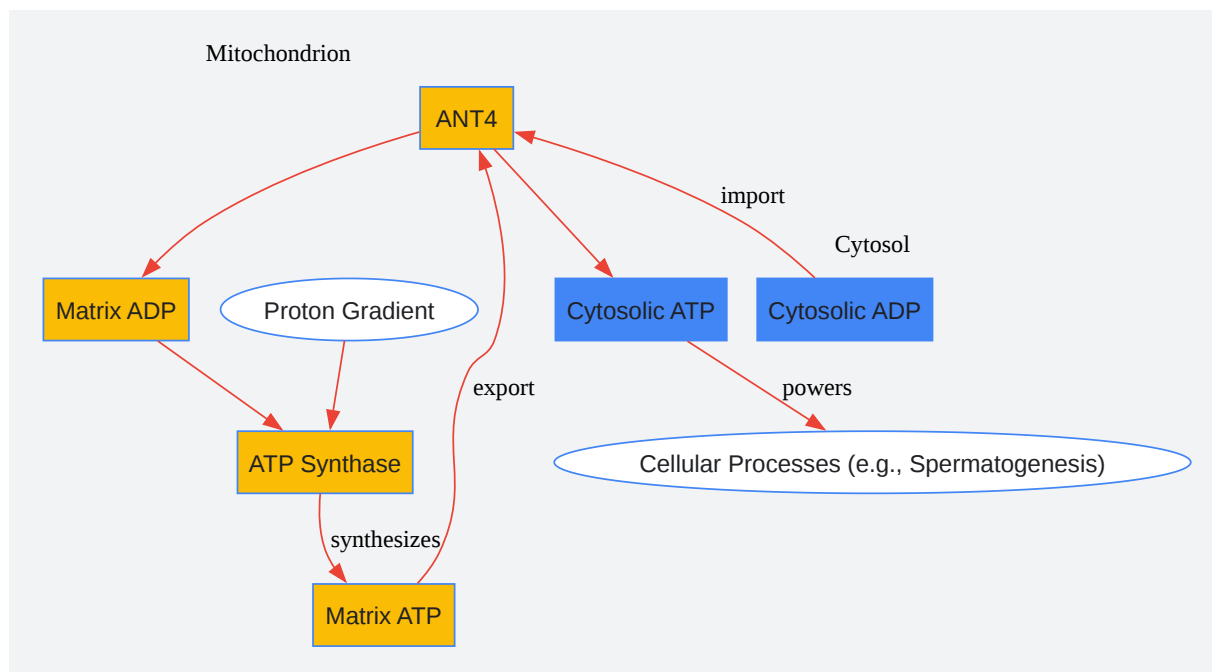 Mitochondrion
ANT4
import
Cytosol
Matrix ADP
Proton Gradient
Cytosolic ATP
Cytosolic ADP
export
powers
ATP Synthase
Cellular Processes (e.g., Spermatogenesis)
synthesizes
Matrix ATP